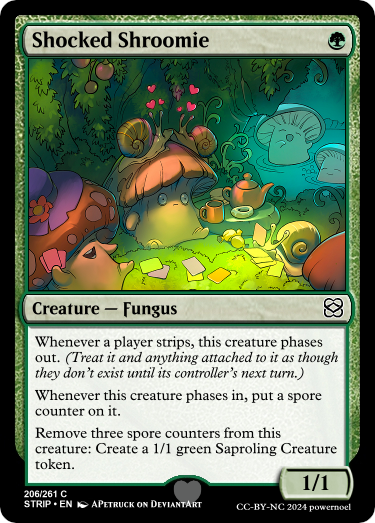 Shocked Shroomie
Creature — Fungus
Whenever a player strips, this creature phases
out. (Treat it and anything attached to it as though
they don't exist until its controller's next turn.)
Whenever this creature phases in, put a spore
counter on it.
Remove three spore counters from this
creature: Create a 1/1 green Saproling Creature
token.
1/1
206/261 C
STRIP • EN APetruck on DeviantArt
CC-BY-NC 2024 powernoel